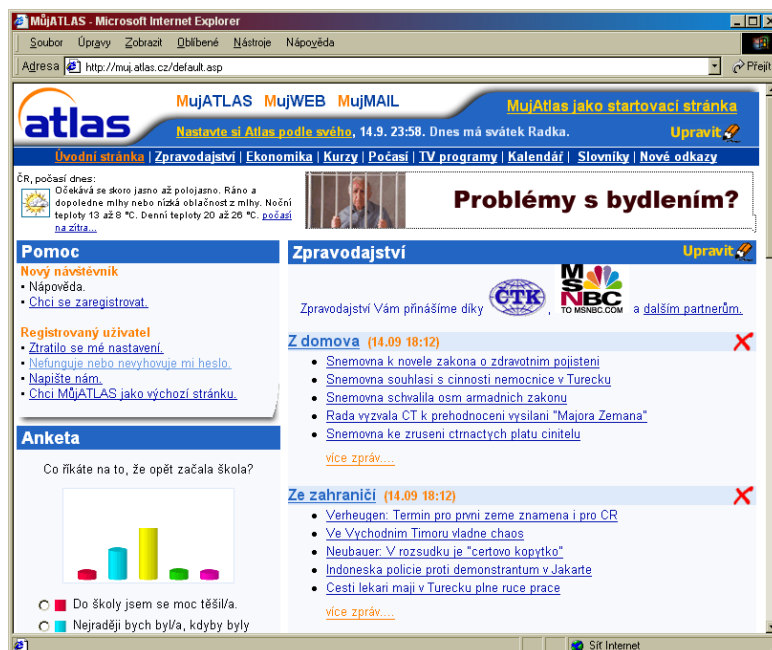 MůjATLAS - Microsoft Internet Explorer
Soubor Úpravy Zobrazit Oblíbené Nástroje Nápověda
Adresa http://muj.atlas.cz/default.asp Přejít
atlas
MujATLAS MujWEB MujMAIL
MujAtlas jako startovací stránka
Nastavte si Atlas podle svého, 14.9. 23:58. Dnes má svátek Radka.
Upravit
Úvodní stránka | Zpravodajství | Ekonomika | Kurzy | Počasí | TV programy | Kalendář | Slovníky | Nové odkazy
ČR, počasí dnes:
Očekává se skoro jasno až polojasno. Ráno a
dopoledne mlhy nebo nízká oblačnost z mlhy. Noční
teploty 13 až 8 °C. Denní teploty 20 až 26 °C. počasí
na zítra...
Problémy s bydlením?
Pomoc
Nový návštěvník
▪ Nápověda.
▪ Chci se zaregistrovat.
Registrovaný uživatel
▪ Ztratilo se mé nastavení.
▪ Nefunguje nebo nevyhovuje mi heslo.
▪ Napište nám.
▪ Chci MůjATLAS jako výchozí stránku.
Anketa
Co říkáte na to, že opět začala škola?
Do školy jsem se moc těšil/a.
Nejraději bych byl/a, kdyby byly
Zpravodajství
Upravit
Zpravodajství Vám přinášíme díky ČTK, MSNBC TO MSNBC.COM a dalším partnerům.
Z domova (14.09 18:12)
• Snemovna k novele zakona o zdravotnim pojisteni
• Snemovna souhlasi s cinnosti nemocnice v Turecku
• Snemovna schvalila osm armadnich zakonu
• Rada vyzvala CT k prehodnoceni vysilani "Majora Zemana"
• Snemovna ke zruseni ctrnactych platu cinitelu
více zpráv....
Ze zahraničí (14.09 18:12)
• Verheugen: Termin pro prvni zeme znamena i pro CR
• Ve Vychodnim Timoru vladne chaos
• Neubauer: V rozsudku je "certovo kopytko"
• Indoneska policie proti demonstrantum v Jakarte
• Cesti lekari maji v Turecku plne ruce prace
více zpráv....
Síť Internet